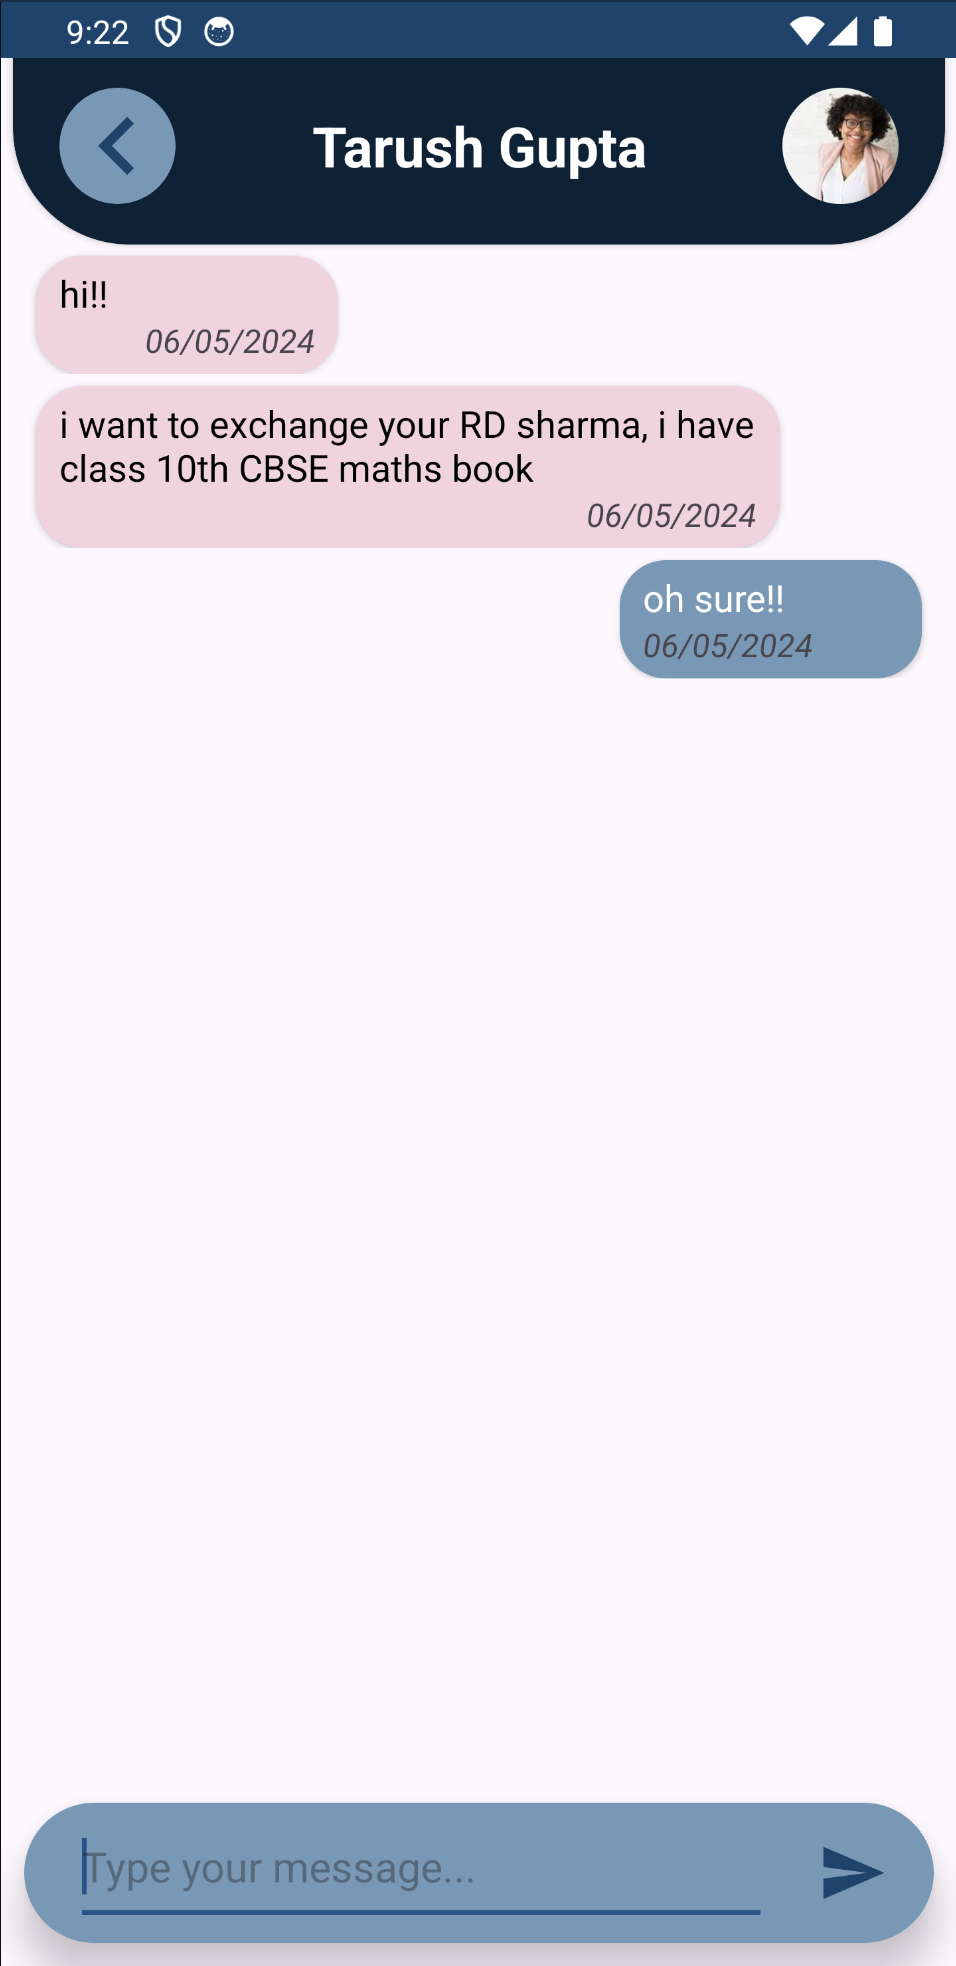 9:22
Tarush Gupta
hi!!
06/05/2024
i want to exchange your RD sharma, i have
class 10th CBSE maths book
06/05/2024
oh sure!!
06/05/2024
Type your message...